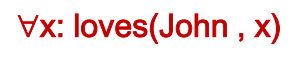 ∀x: loves(John , x)